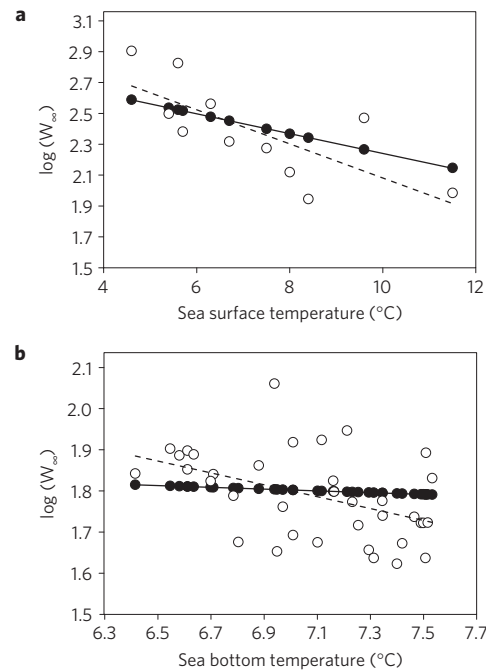 a
3.1
2.9
2.7
2.5
2.3
2.1
1.9
1.7
1.5
log (W∞)
4 6 8 10 12
Sea surface temperature (°C)
b
2.1
2.0
1.9
1.8
1.7
1.6
1.5
log (W∞)
6.3 6.5 6.7 6.9 7.1 7.3 7.5 7.7
Sea bottom temperature (°C)